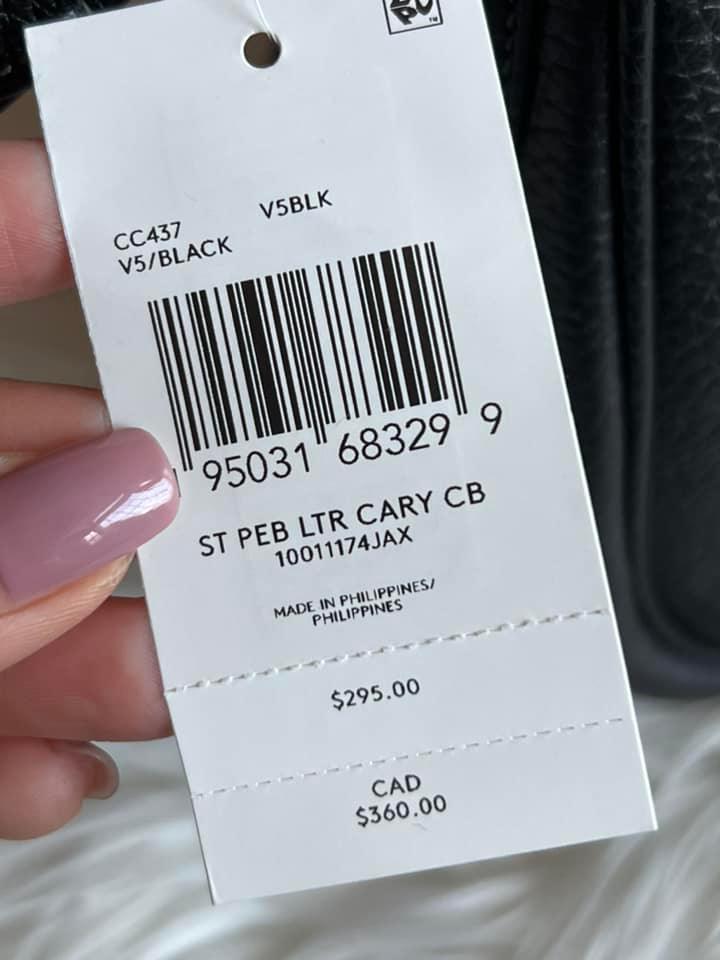 V5BLK
CC437
V5/BLACK
95031 68329 9
ST PEB LTR CARY CB
10011174JAX
MADE IN PHILIPPINES/
PHILIPPINES
$295.00
CAD
$360.00